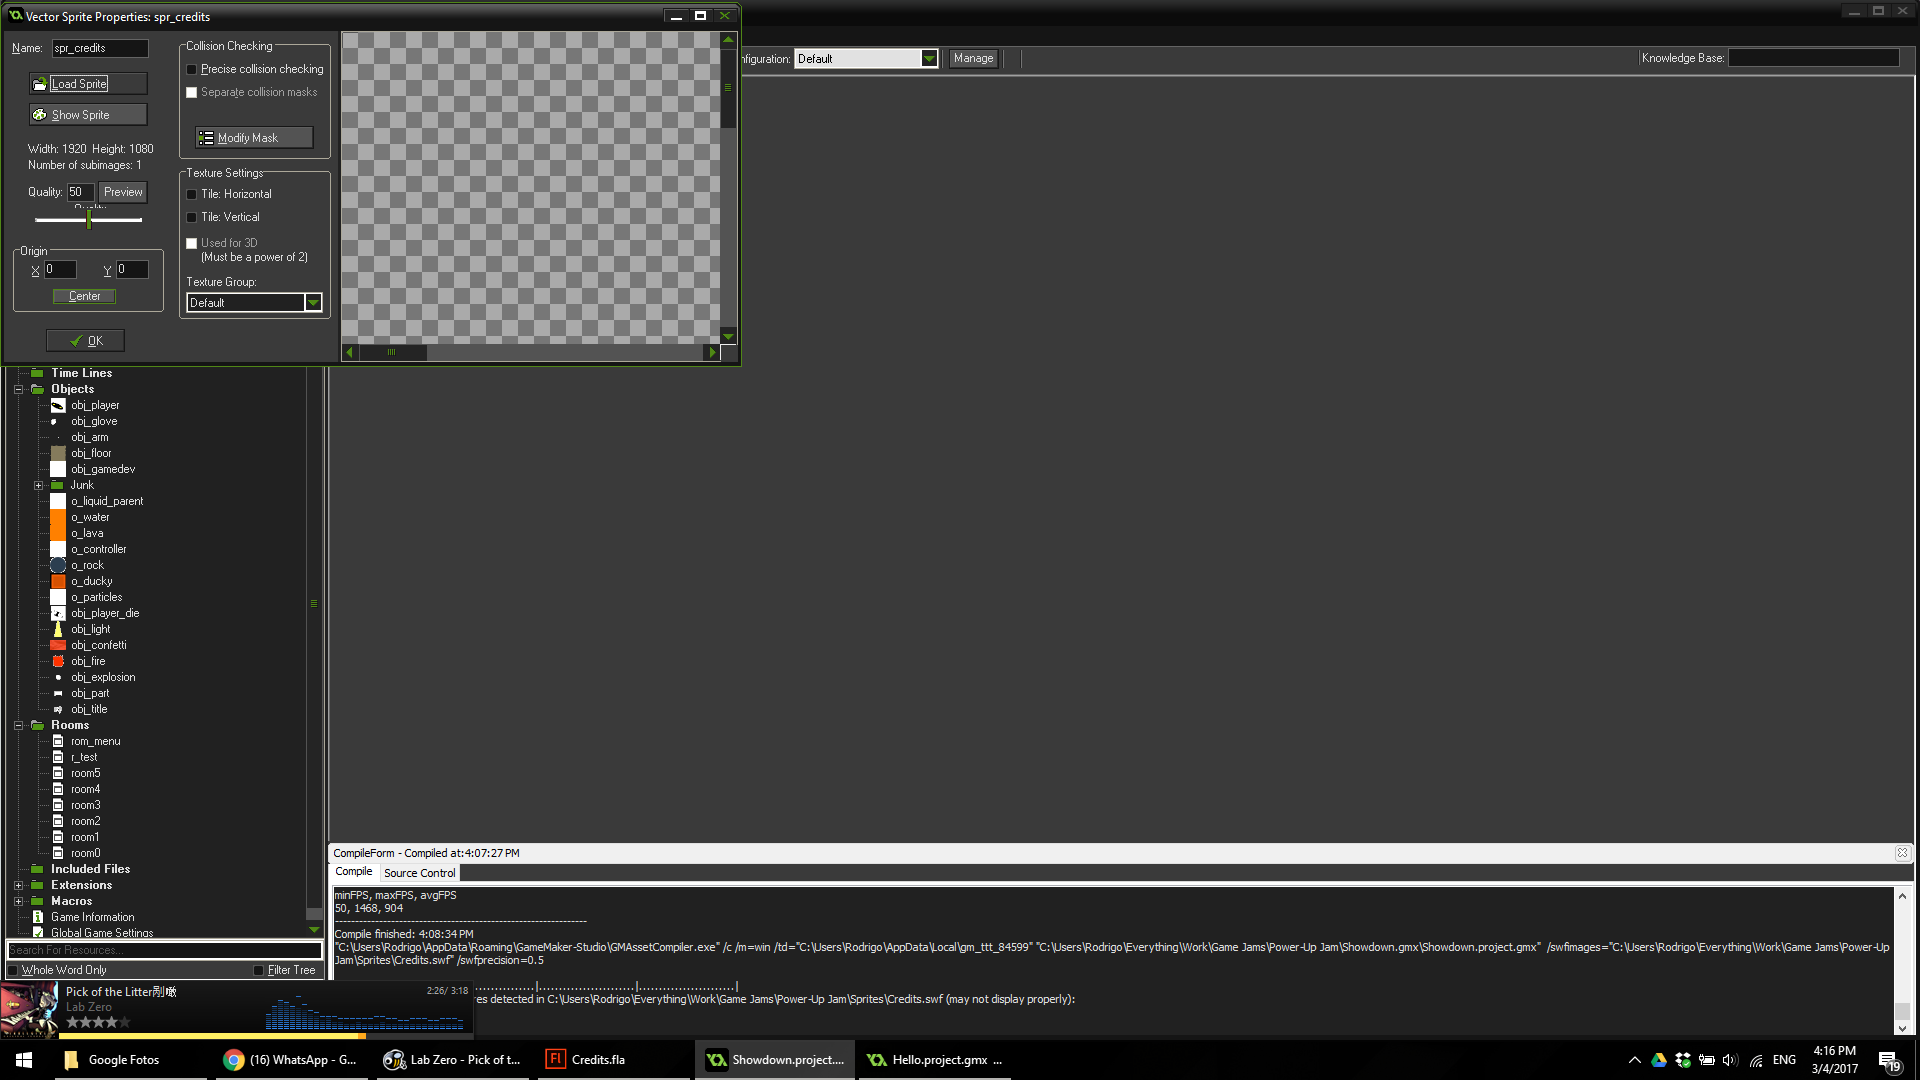 Vector Sprite Properties: spr_credits
Name: spr_credits
Load Sprite
Show Sprite
Width: 1920 Height: 1080
Number of subimages: 1
Quality: 50 Preview
Origin
X 0 Y 0
Center
OK
Collision Checking
Precise collision checking
Separate collision masks
Modify Mask
Texture Settings
Tile: Horizontal
Tile: Vertical
Used for 3D
(Must be a power of 2)
Texture Group:
Default
nfiguration: Default Manage
Knowledge Base:
Time Lines
Objects
obj_player
obj_glove
obj_arm
obj_floor
obj_gamedev
Junk
o_liquid_parent
o_water
o_lava
o_controller
o_rock
o_ducky
o_particles
obj_player_die
obj_light
obj_confetti
obj_fire
obj_explosion
obj_part
obj_title
Rooms
rom_menu
r_test
room5
room4
room3
room2
room1
room0
Included Files
Extensions
Macros
Game Information
Global Game Settings
Search For Resources...
Whole Word Only Filter Tree
CompileForm - Compiled at:4:07:27 PM
Compile Source Control
minFPS, maxFPS, avgFPS
50, 1468, 904
Compile finished: 4:08:34 PM
"C:\Users\Rodrigo\AppData\Roaming\GameMaker-Studio\GMAssetCompiler.exe" /c /m=win /td="C:\Users\Rodrigo\AppData\Local\gm_ttt_84599" "C:\Users\Rodrigo\Everything\Work\Game Jams\Power-Up Jam\Showdown.gmx\Showdown.project.gmx" /swfimages="C:\Users\Rodrigo\Everything\Work\Game Jams\Power-Up
Jam\Sprites\Credits.swf" /swfprecision=0.5
res detected in C:\Users\Rodrigo\Everything\Work\Game Jams\Power-Up Jam\Sprites\Credits.swf (may not display properly):
Pick of the Litter
2:26/ 3:18
Lab Zero
Google Fotos
(16) WhatsApp - G...
Lab Zero - Pick of t...
Credits.fla
Showdown.project....
Hello.project.gmx ...
ENG
4:16 PM
3/4/2017
19